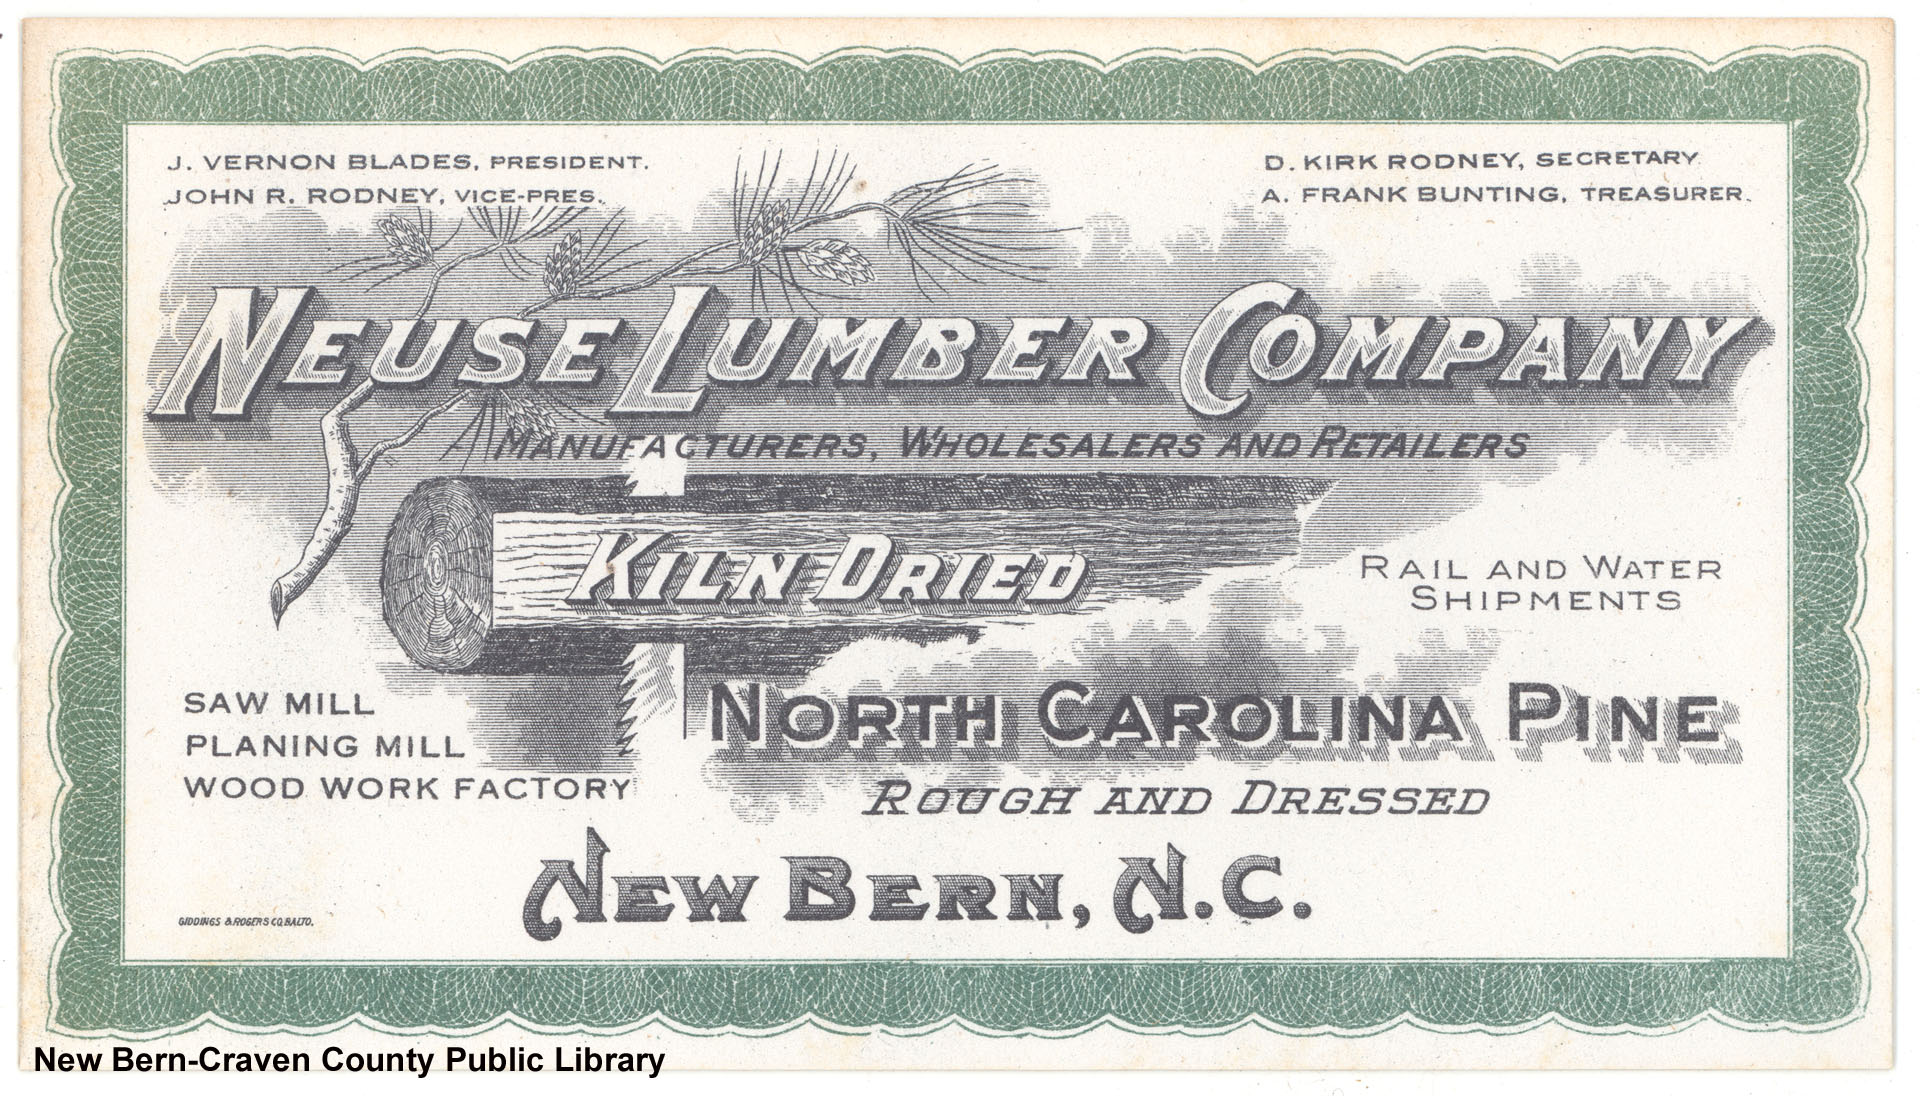 J. VERNON BLADES, PRESIDENT.
JOHN R. RODNEY, VICE-PRES.
D. KIRK RODNEY, SECRETARY
A. FRANK BUNTING, TREASURER.
NEUSE LUMBER COMPANY
MANUFACTURERS, WHOLESALERS AND RETAILERS
KILN DRIED
RAIL AND WATER
SHIPMENTS
SAW MILL
PLANING MILL
WOOD WORK FACTORY
NORTH CAROLINA PINE
ROUGH AND DRESSED
NEW BERN, N.C.
GIDDINGS & ROGERS CO. BALTO.
New Bern-Craven County Public Library